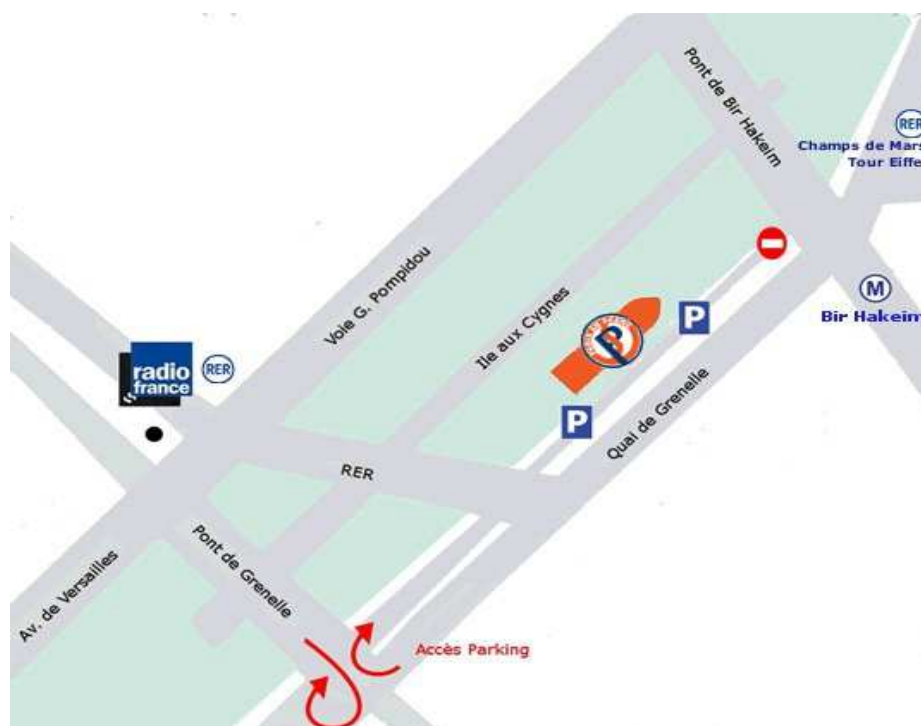 Pont de Bir Hakeim
RER
Champs de Mars
Tour Eiffe
Voie G. Pompidou
M
Bir Hakeim
Ile aux Cygnes
P
radio
france
RER
P
Quai de Grenelle
RER
Pont de Grenelle
Av. de Versailles
Accès Parking